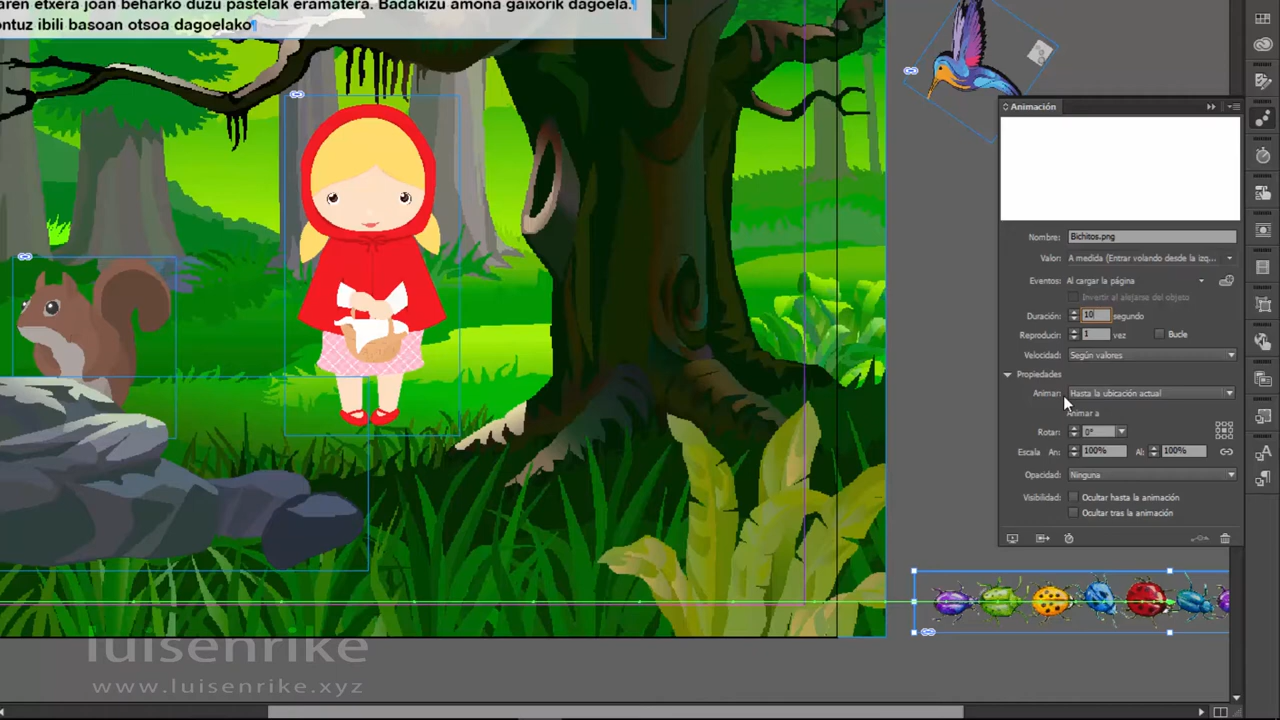 aren etxera joan beharko duzu pastelak eramatera. Badakizu amona gaixorik dagoela.¶
ontuz ibili basoan otsoa dagoelako¶
Animación
Nombre: Bichitos.png
Valor: A medida (Entrar volando desde la izq...
Eventos: Al cargar la página
Invertir al alejarse del objeto
Duración: 10 segundo
Reproducir: 1 vez Bucle
Velocidad: Según valores
Propiedades
Animar: Hasta la ubicación actual
Animar a
Rotar: 0°
Escala An: 100% Al: 100%
Opacidad: Ninguna
Visibilidad: Ocultar hasta la animación
Ocultar tras la animación
luisenrike
www.luisenrike.xyz